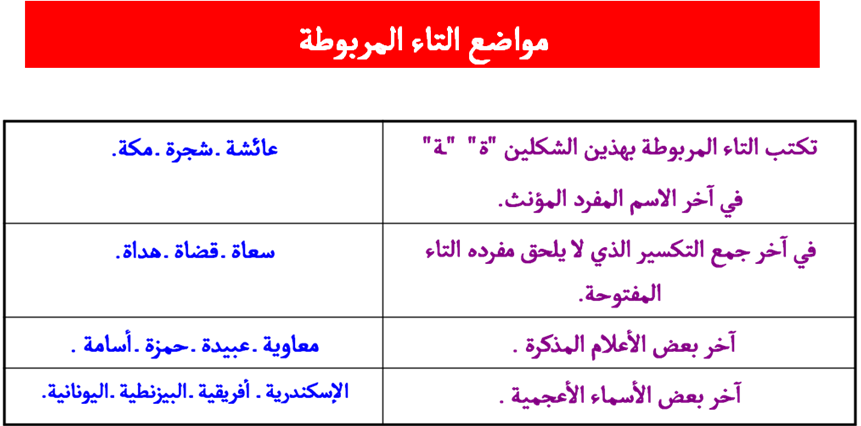 مواضع التاء المربوطة
تكتب التاء المربوطة بهذين الشكلين "ة" "ـة"
في آخر الاسم المفرد المؤنث.
عائشة .شجرة .مكة.
في آخر جمع التكسير الذي لا يلحق مفرده التاء
المفتوحة.
سعاة .قضاة .هداة.
آخر بعض الأعلام المذكرة .
معاوية .عبيدة .حمزة .أسامة .
آخر بعض الأسماء الأعجمية .
الإسكندرية . أفريقية .البيزنطية .اليونانية.